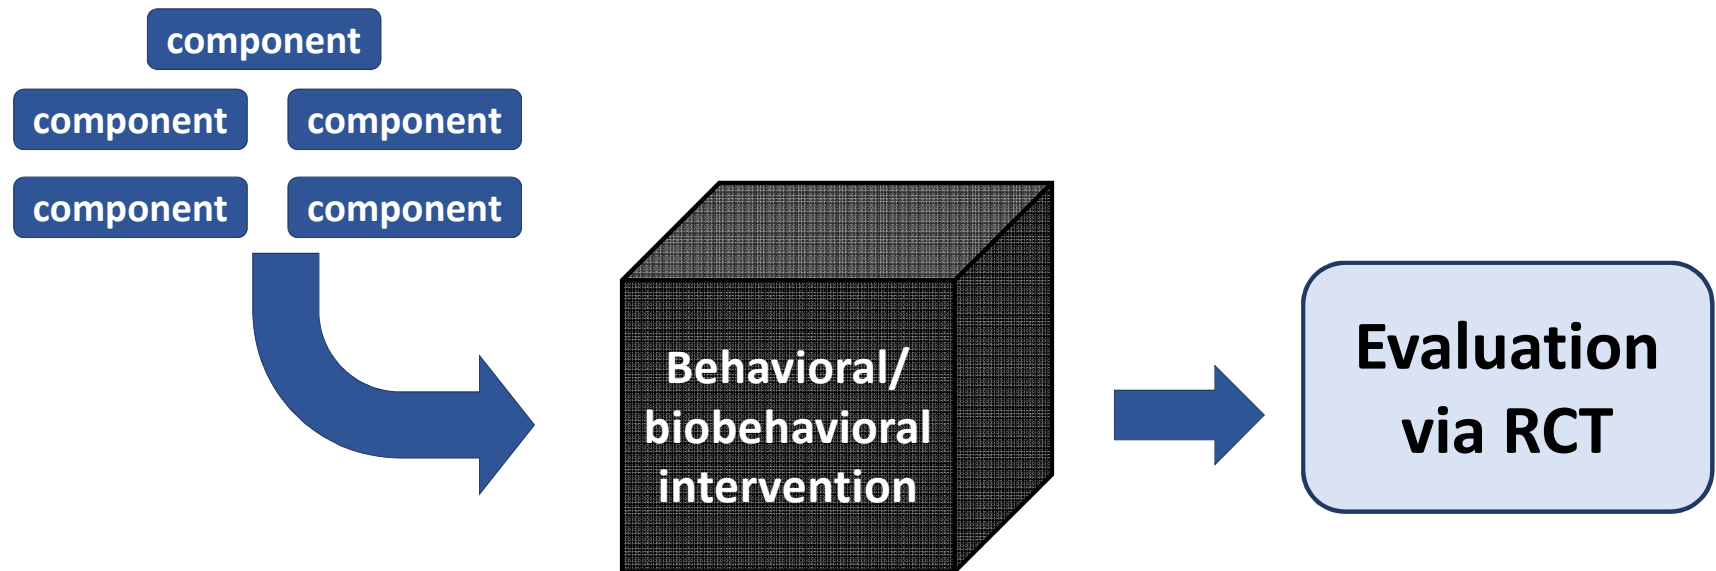 component
component component
component component
Behavioral/
biobehavioral
intervention
Evaluation
via RCT